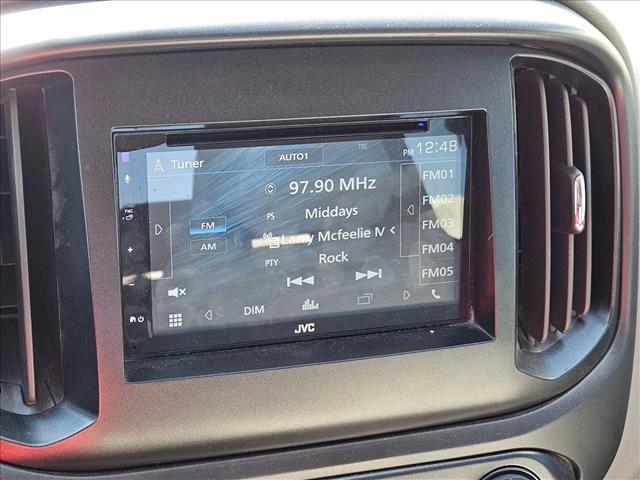 Tuner
AUTO1
TEL
PM 12:48
97.90 MHz
FM01
PS Middays
FM02
FM
Larry Mcfeelie M
FM03
AM
PTY Rock
FM04
FM05
FNC
DIM
JVC